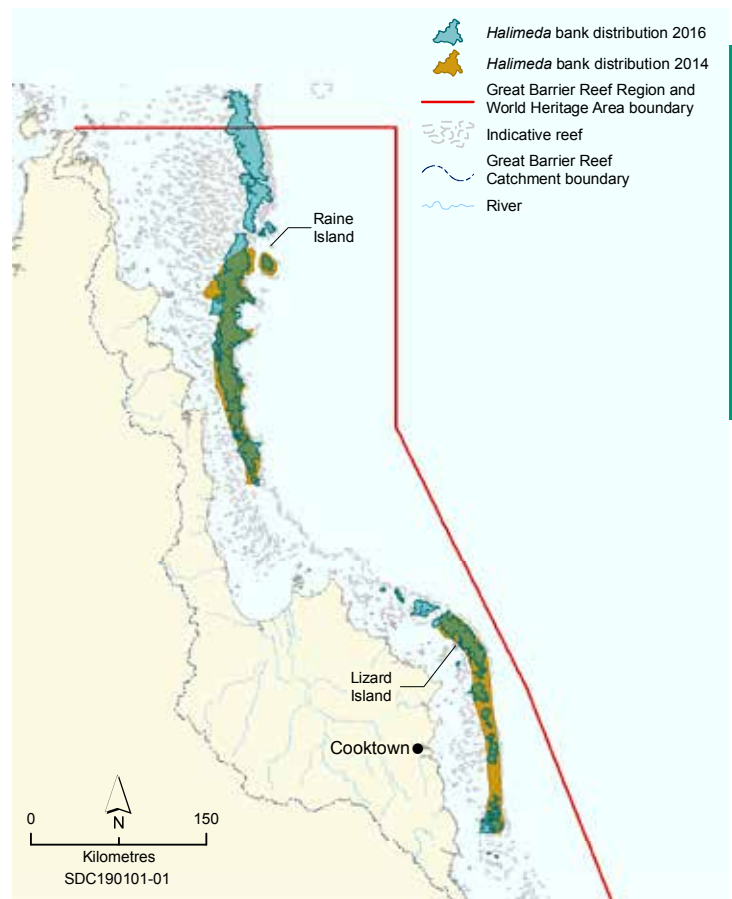 Halimeda bank distribution 2016
Halimeda bank distribution 2014
Great Barrier Reef Region and
World Heritage Area boundary
Indicative reef
Great Barrier Reef
Catchment boundary
River
Raine
Island
Lizard
Island
Cooktown
0 150
N
Kilometres
SDC190101-01